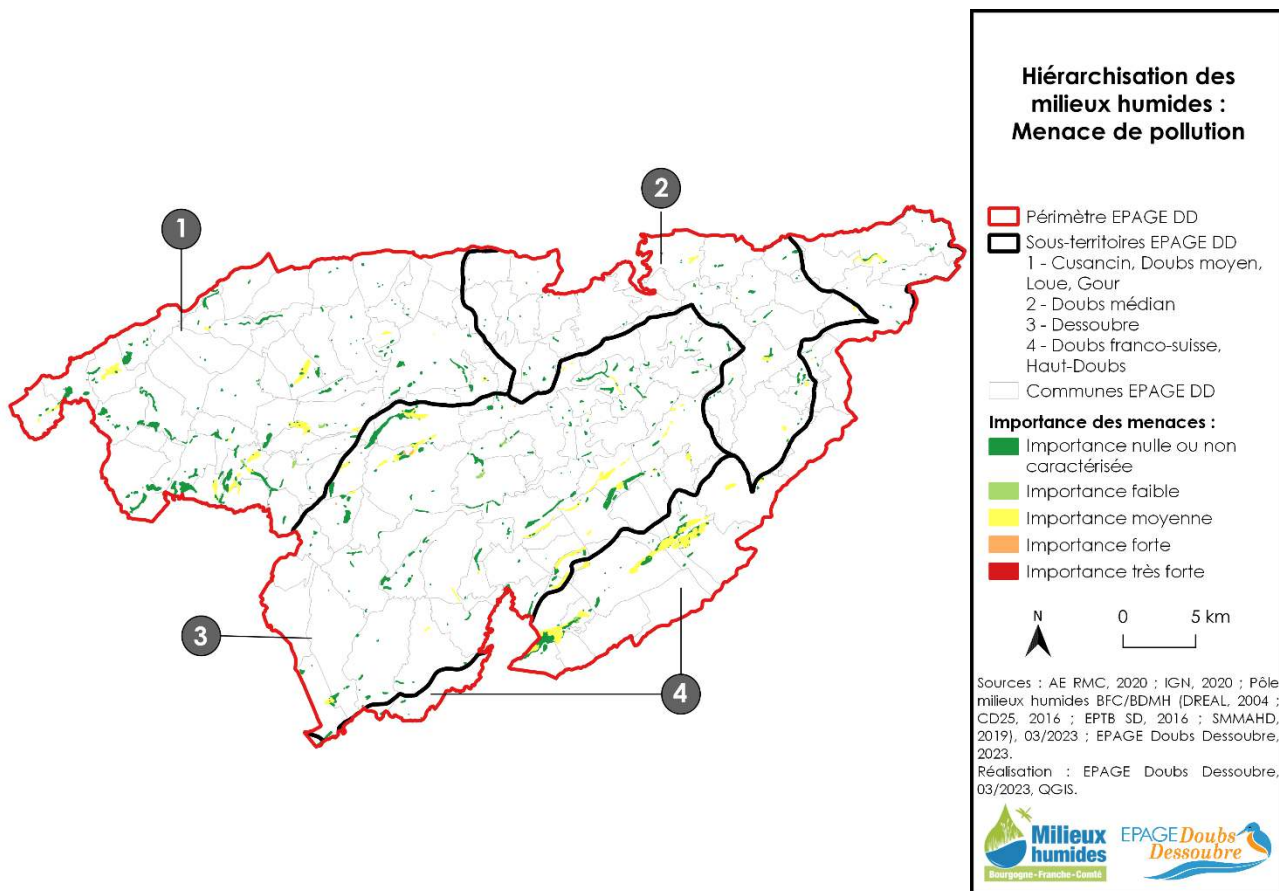 1
2
3
4
Hiérarchisation des
milieux humides :
Menace de pollution
Périmètre EPAGE DD
Sous-territoires EPAGE DD
1 - Cusancin, Doubs moyen,
Loue, Gour
2 - Doubs médian
3 - Dessoubre
4 - Doubs franco-suisse,
Haut-Doubs
Communes EPAGE DD
Importance des menaces :
Importance nulle ou non
caractérisée
Importance faible
Importance moyenne
Importance forte
Importance très forte
N
0 5 km
Sources : AE RMC, 2020 ; IGN, 2020 ; Pôle
milieux humides BFC/BDMH (DREAL, 2004 ;
CD25, 2016 ; EPTB SD, 2016 ; SMMAHD,
2019), 03/2023 ; EPAGE Doubs Dessoubre,
2023.
Réalisation : EPAGE Doubs Dessoubre,
03/2023, QGIS.
Milieux
humides
Bourgogne-Franche-Comté
EPAGE Doubs
Dessoubre